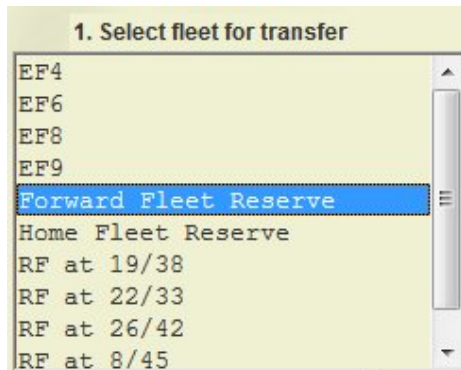 1. Select fleet for transfer
EF4
EF6
EF8
EF9
Forward Fleet Reserve
Home Fleet Reserve
RF at 19/38
RF at 22/33
RF at 26/42
RF at 8/45